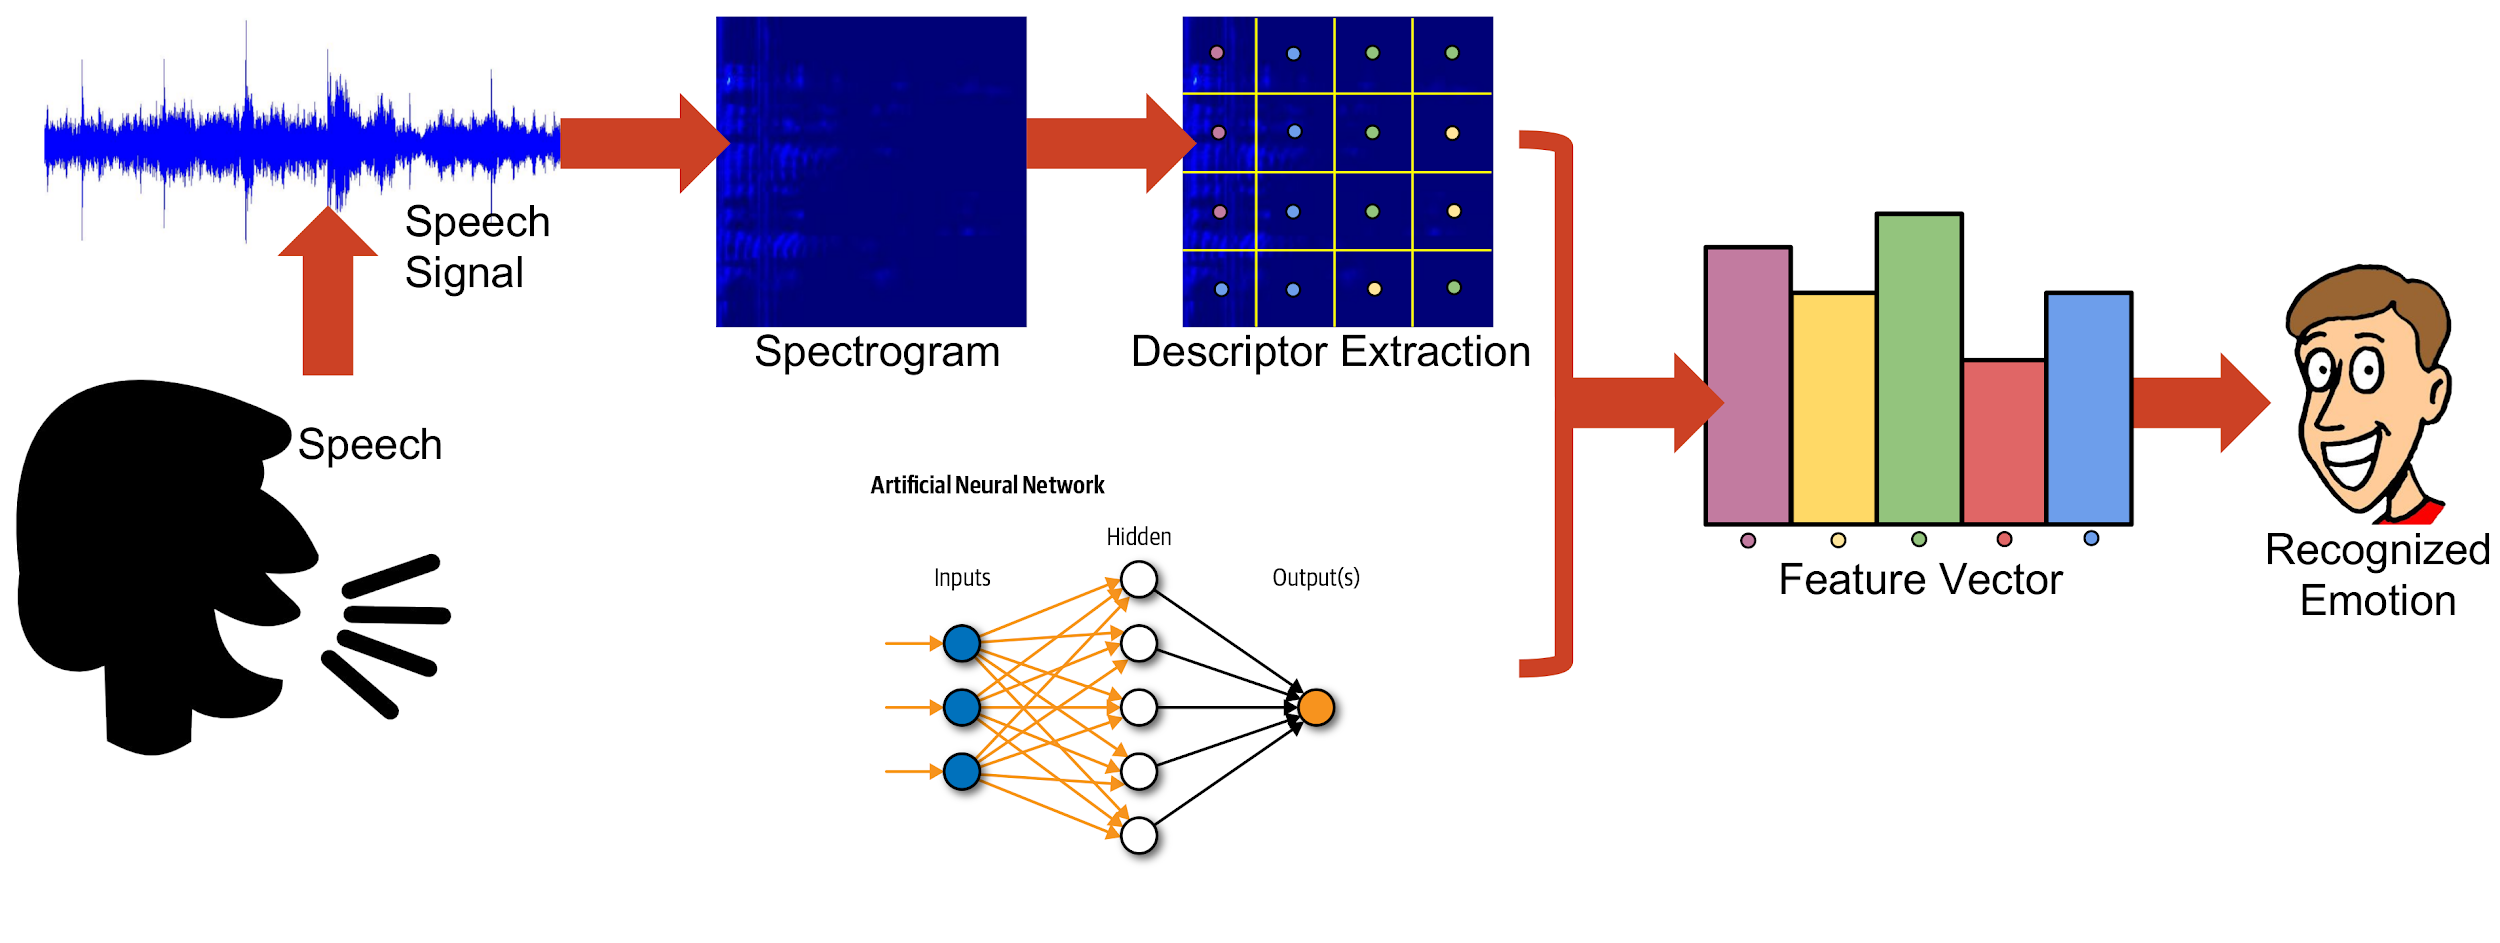 Speech
Signal
Spectrogram
Descriptor Extraction
Speech
Artificial Neural Network
Hidden
Inputs
Output(s)
Feature Vector
Recognized
Emotion